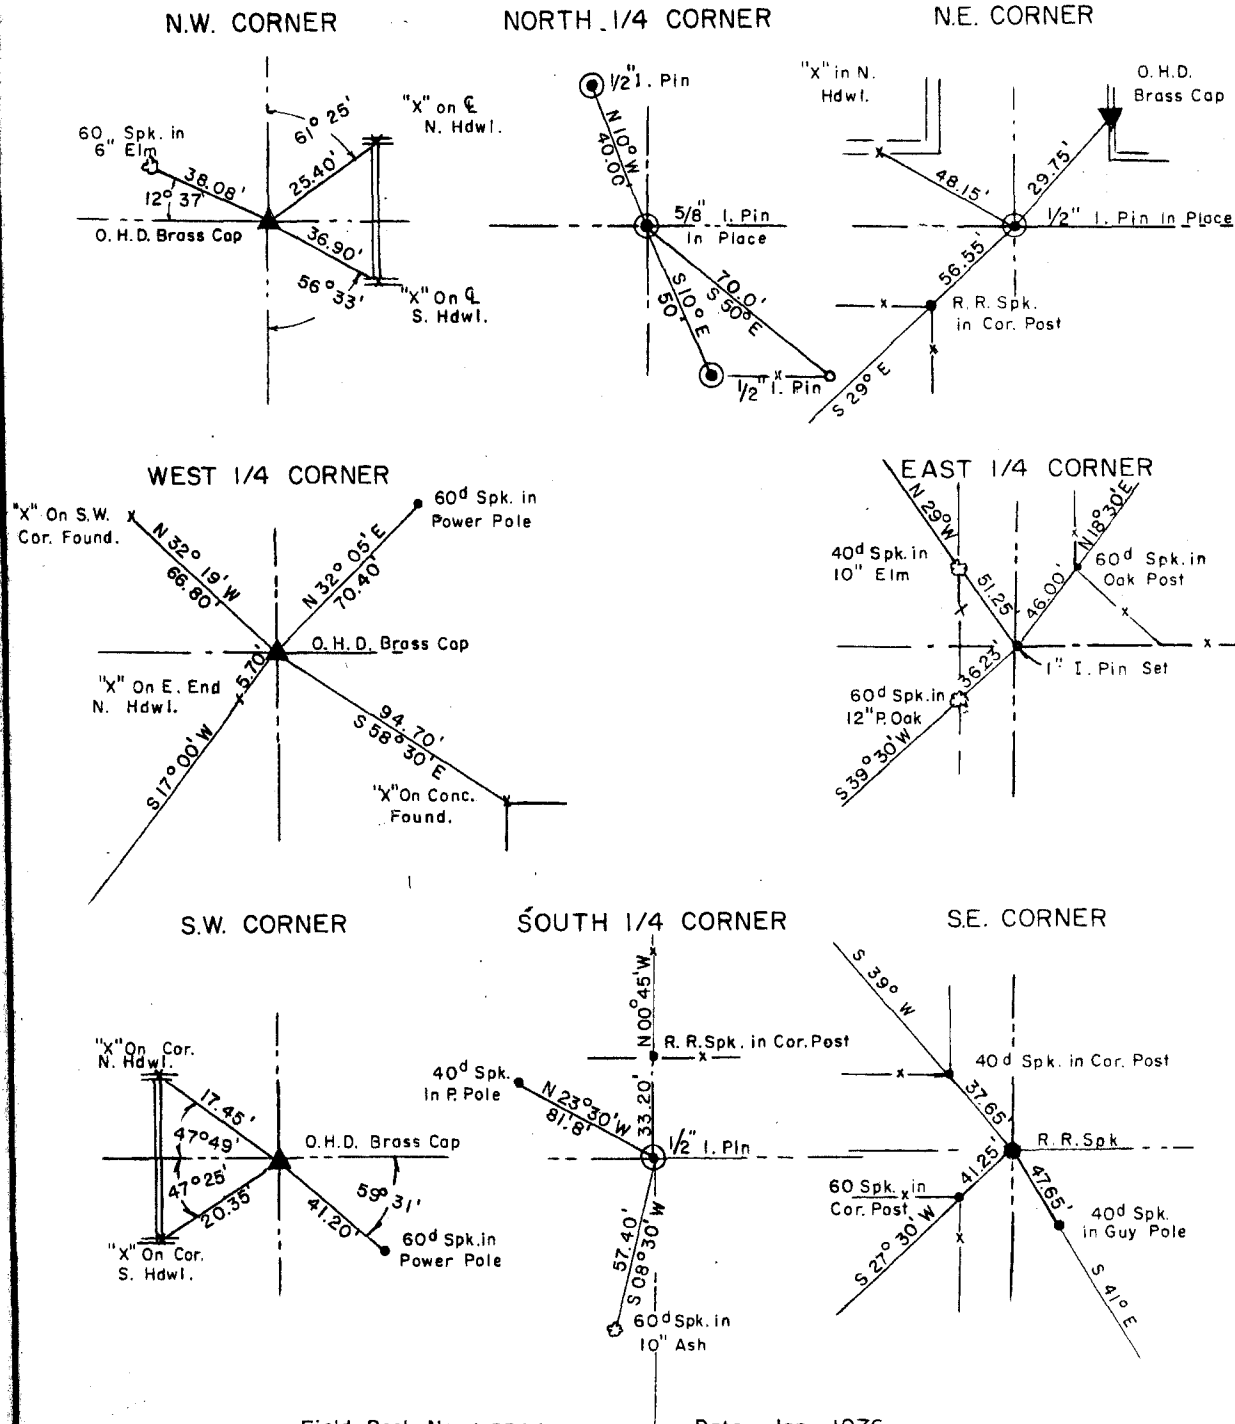 N.W. CORNER
61° 25'
"X" on ℄
N. Hdwl.
60 Spk. in
6" Elm
38.08'
12° 37'
25.40'
O.H.D. Brass Cap
36.90'
56° 33'
"X" On ℄
S. Hdwl.
NORTH 1/4 CORNER
1/2" I. Pin
N 10° W
40.00'
5/8" I. Pin
In Place
70.0'
S 50° E
S 10° E
50'
1/2" I. Pin
N.E. CORNER
"X" in N.
Hdwl.
O.H.D.
Brass Cap
48.15'
29.75'
1/2" I. Pin In Place
56.55'
R.R. Spk.
in Cor. Post
S 29° E
WEST 1/4 CORNER
"X" On S.W.
Cor. Found.
60d Spk. in
Power Pole
N 32° 19' W
66.80'
N 32° 05' E
70.40'
O.H.D. Brass Cap
5.70'
"X" On E. End
N. Hdwl.
S 17° 00' W
94.70'
S 58° 30' E
"X" On Conc.
Found.
EAST 1/4 CORNER
N 29° W
N 18° 30' E
40d Spk. in
10" Elm
60d Spk. in
Oak Post
51.25'
46.00'
36.23'
1" I. Pin Set
60d Spk. in
12" P. Oak
S 39° 30' W
S.W. CORNER
"X" On Cor.
N. Hdwl.
17.45'
47° 49'
O.H.D. Brass Cap
47° 25'
20.35'
59° 31'
41.20'
"X" On Cor.
S. Hdwl.
60d Spk. in
Power Pole
SOUTH 1/4 CORNER
N 00° 45' W
R.R. Spk. in Cor. Post
40d Spk.
In P. Pole
N 23° 30' W
81.8'
33.20'
1/2" I. Pin
57.40'
S 08° 30' W
60d Spk. in
10" Ash
S.E. CORNER
S 39° W
40d Spk. in Cor. Post
37.65'
R.R. Spk
41.25'
47.65'
60 Spk. in
Cor. Post
S 27° 30' W
40d Spk.
in Guy Pole
S 41° E
Field Book No. Date Jan. 1976